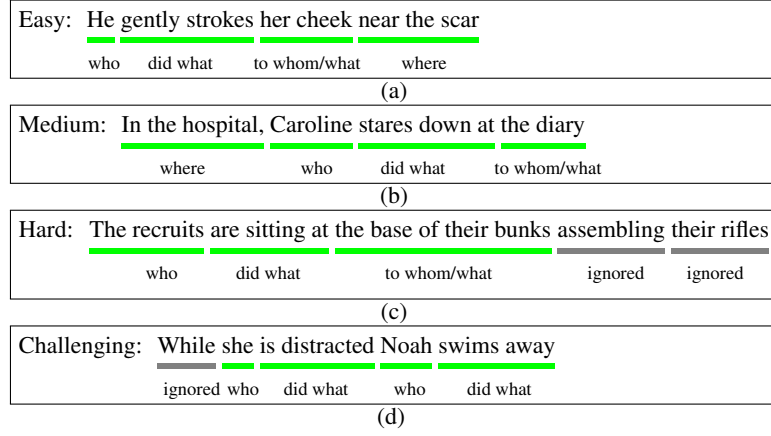 Easy: He gently strokes her cheek near the scar
who did what to whom/what where
(a)
Medium: In the hospital, Caroline stares down at the diary
where who did what to whom/what
(b)
Hard: The recruits are sitting at the base of their bunks assembling their rifles
who did what to whom/what ignored ignored
(c)
Challenging: While she is distracted Noah swims away
ignored who did what who did what
(d)